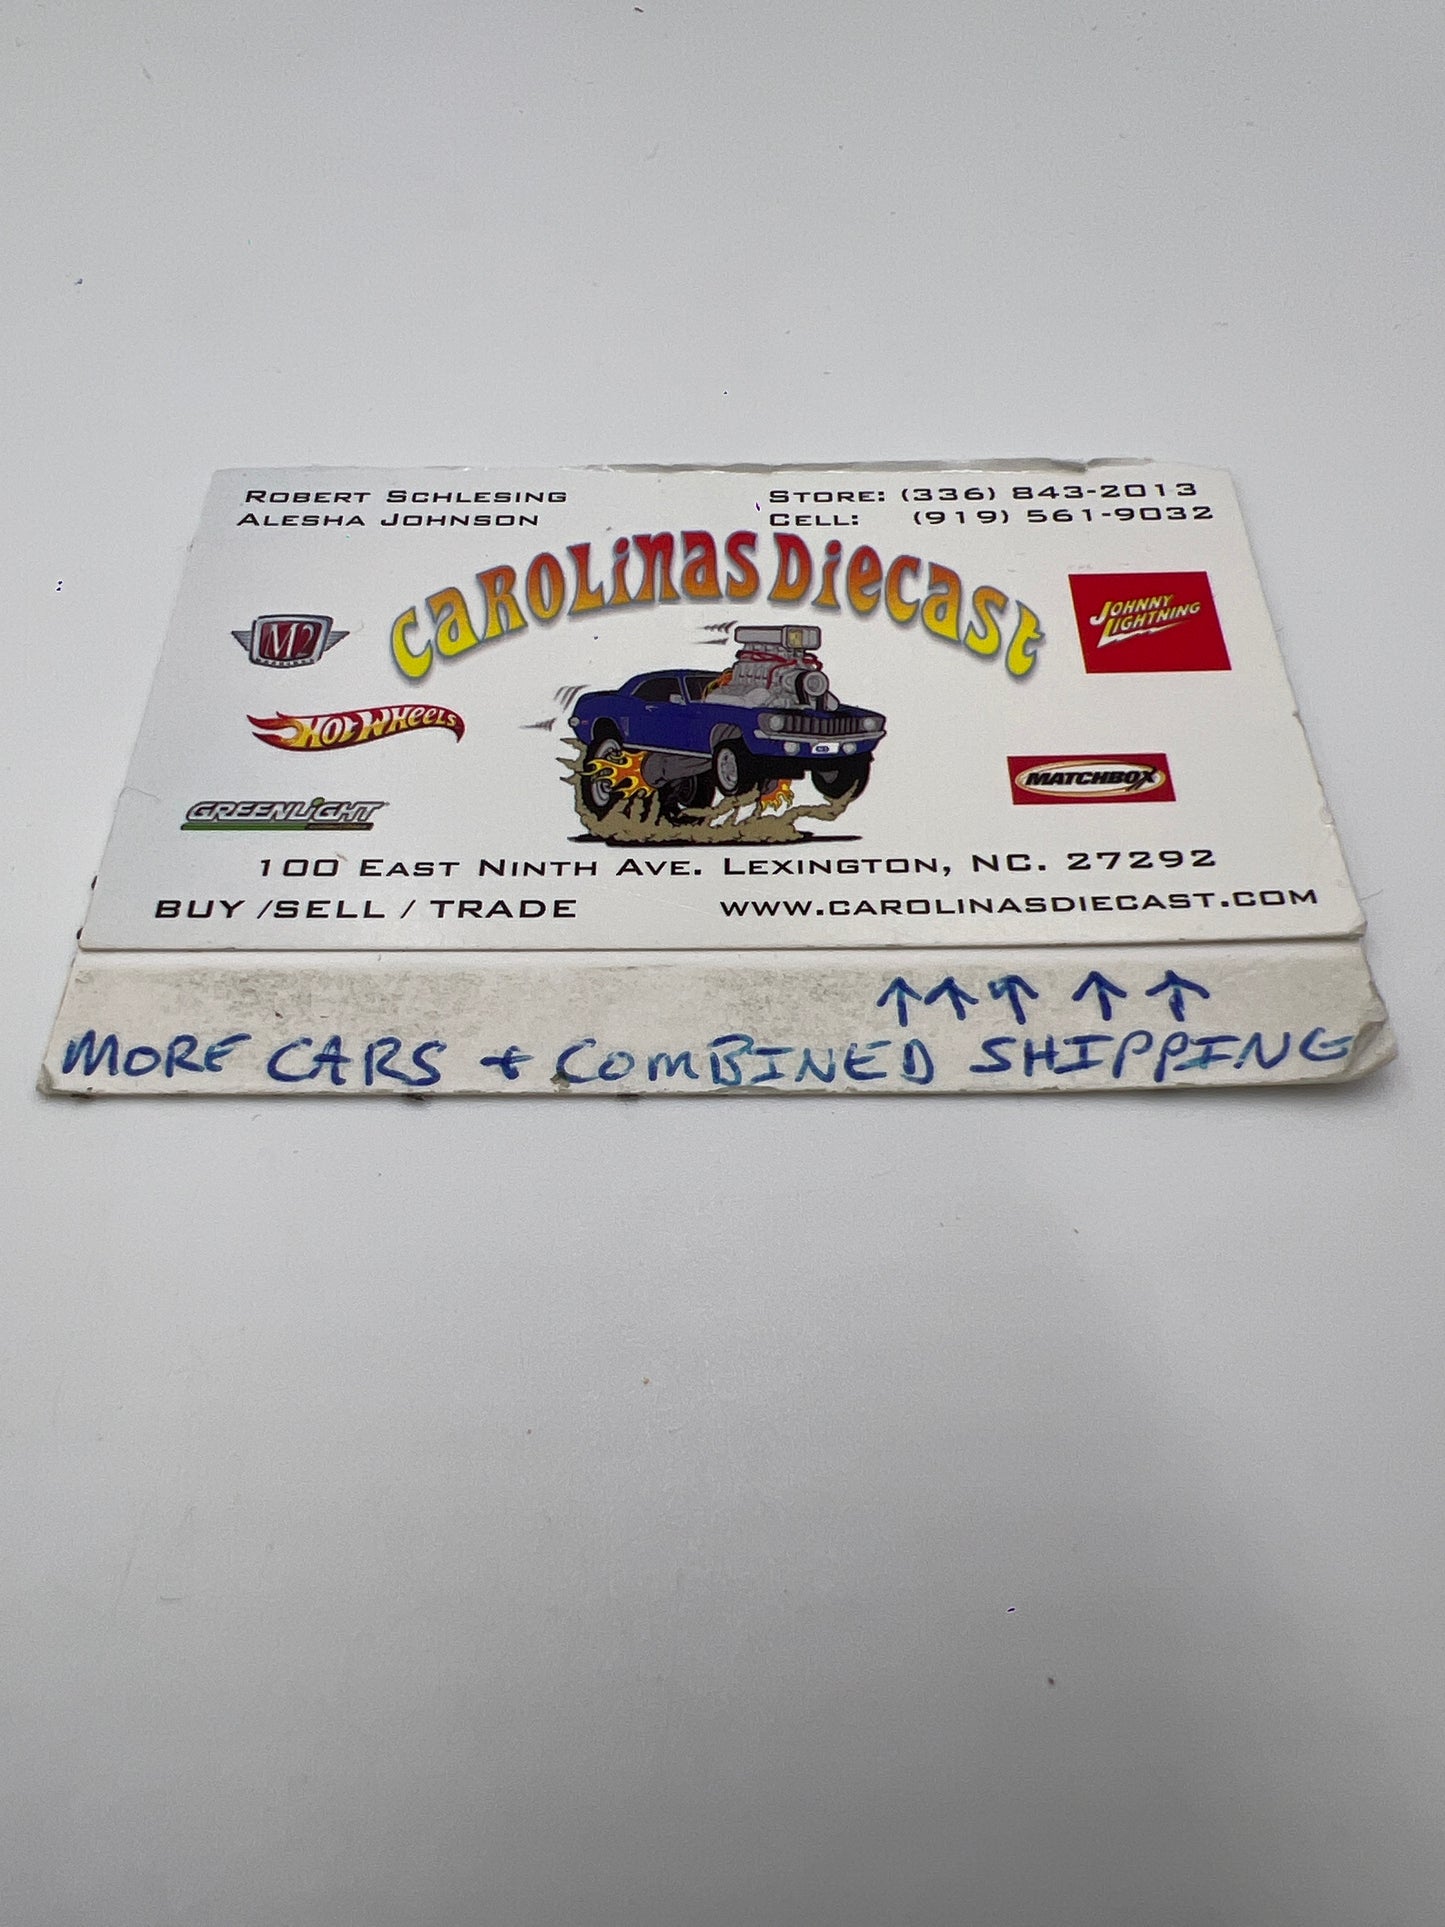 ROBERT SCHLESING
ALESHA JOHNSON
STORE: (336) 843-2013
CELL: (919) 561-9032
CAROLINAS DIECAST
M2
JOHNNY LIGHTNING
HOT WHEELS
MATCHBOX
GREENLIGHT
100 EAST NINTH AVE. LEXINGTON, NC. 27292
BUY /SELL / TRADE
WWW.CAROLINASDIECAST.COM
↑↑↑ ↑ ↑
MORE CARS + COMBINED SHIPPING